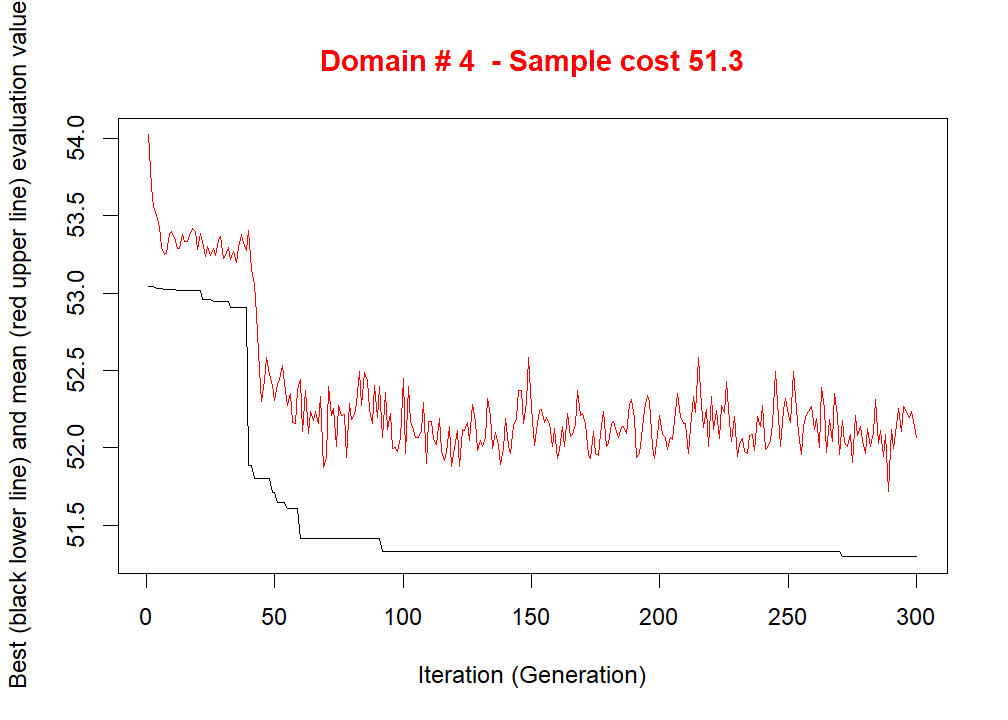 Domain # 4  - Sample cost 51.3
Best (black lower line) and mean (red upper line) evaluation value
54.0
53.5
53.0
52.5
52.0
51.5
0 50 100 150 200 250 300
Iteration (Generation)